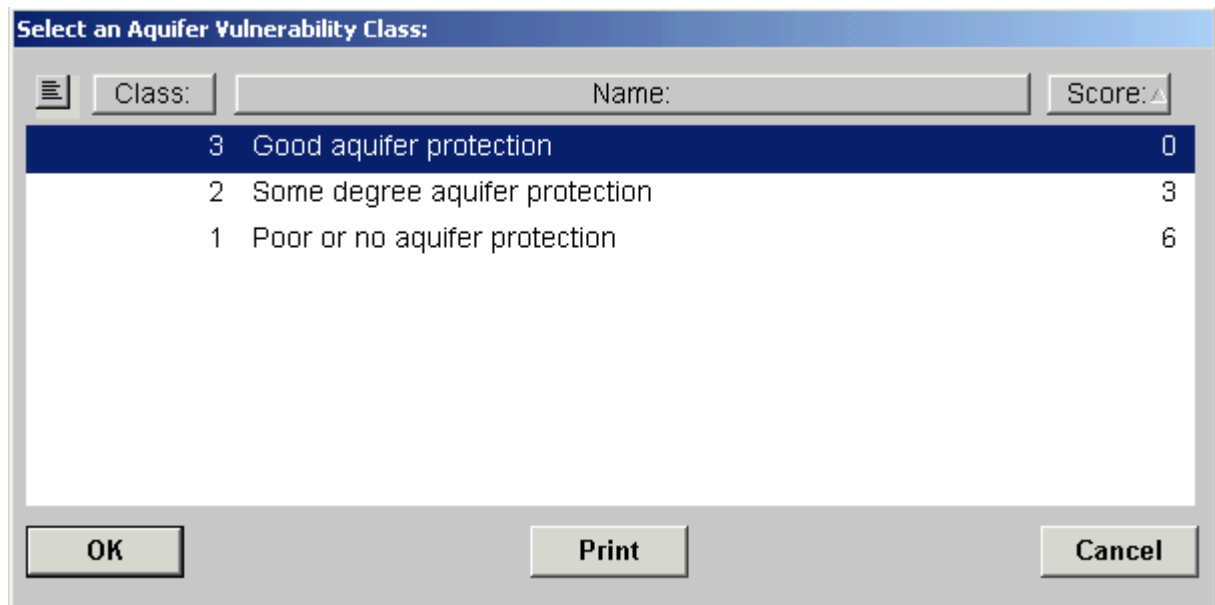 Select an Aquifer Vulnerability Class:
Class: Name: Score:
3 Good aquifer protection 0
2 Some degree aquifer protection 3
1 Poor or no aquifer protection 6
OK Print Cancel